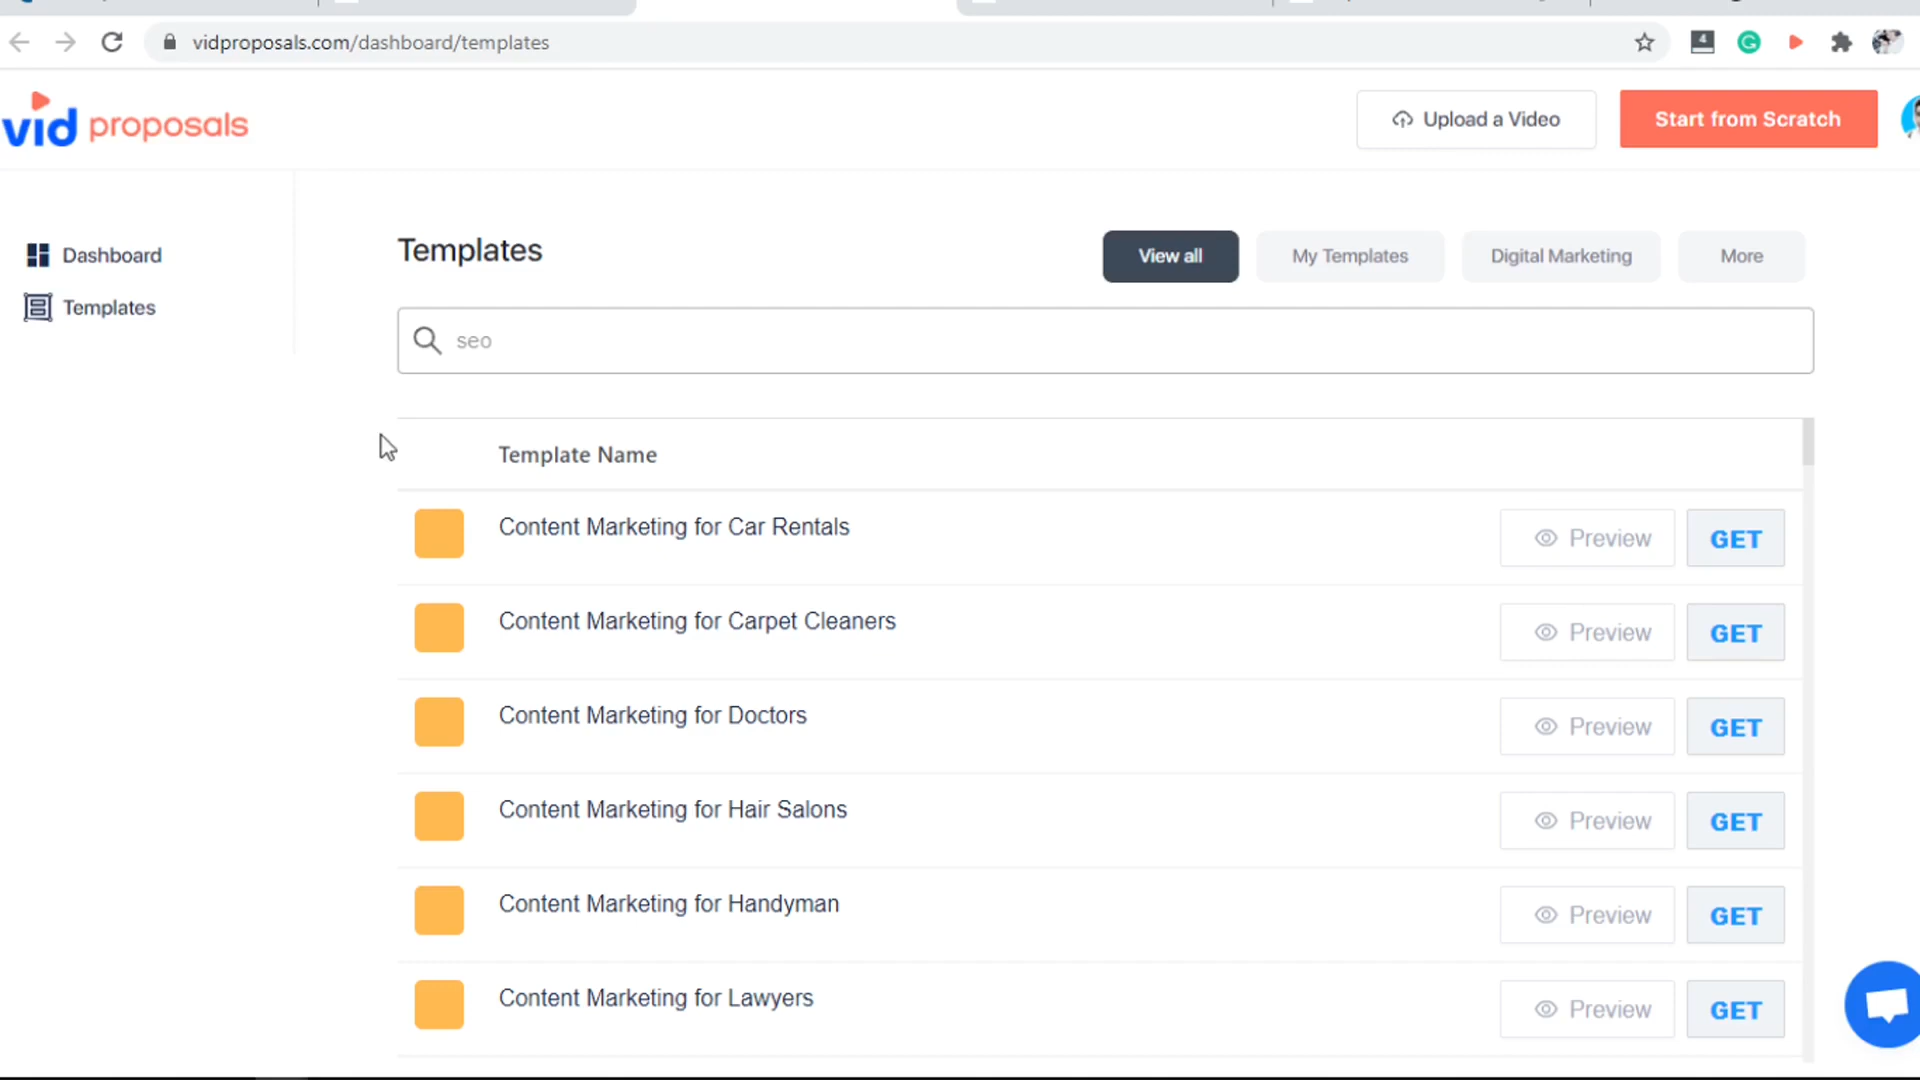 vidproposals.com/dashboard/templates
4
G
vid proposals
Upload a Video
Start from Scratch
Dashboard
Templates
Templates
View all
My Templates
Digital Marketing
More
seo
Template Name
Content Marketing for Car Rentals
Preview
GET
Content Marketing for Carpet Cleaners
Preview
GET
Content Marketing for Doctors
Preview
GET
Content Marketing for Hair Salons
Preview
GET
Content Marketing for Handyman
Preview
GET
Content Marketing for Lawyers
Preview
GET